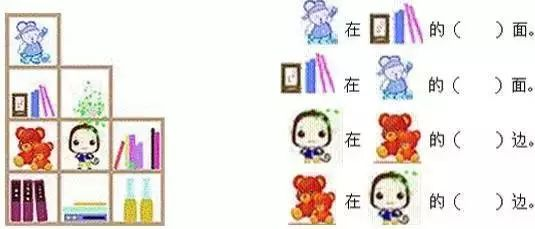 在 的（ ）面。
在 的（ ）面。
在 的（ ）边。
在 的（ ）边。